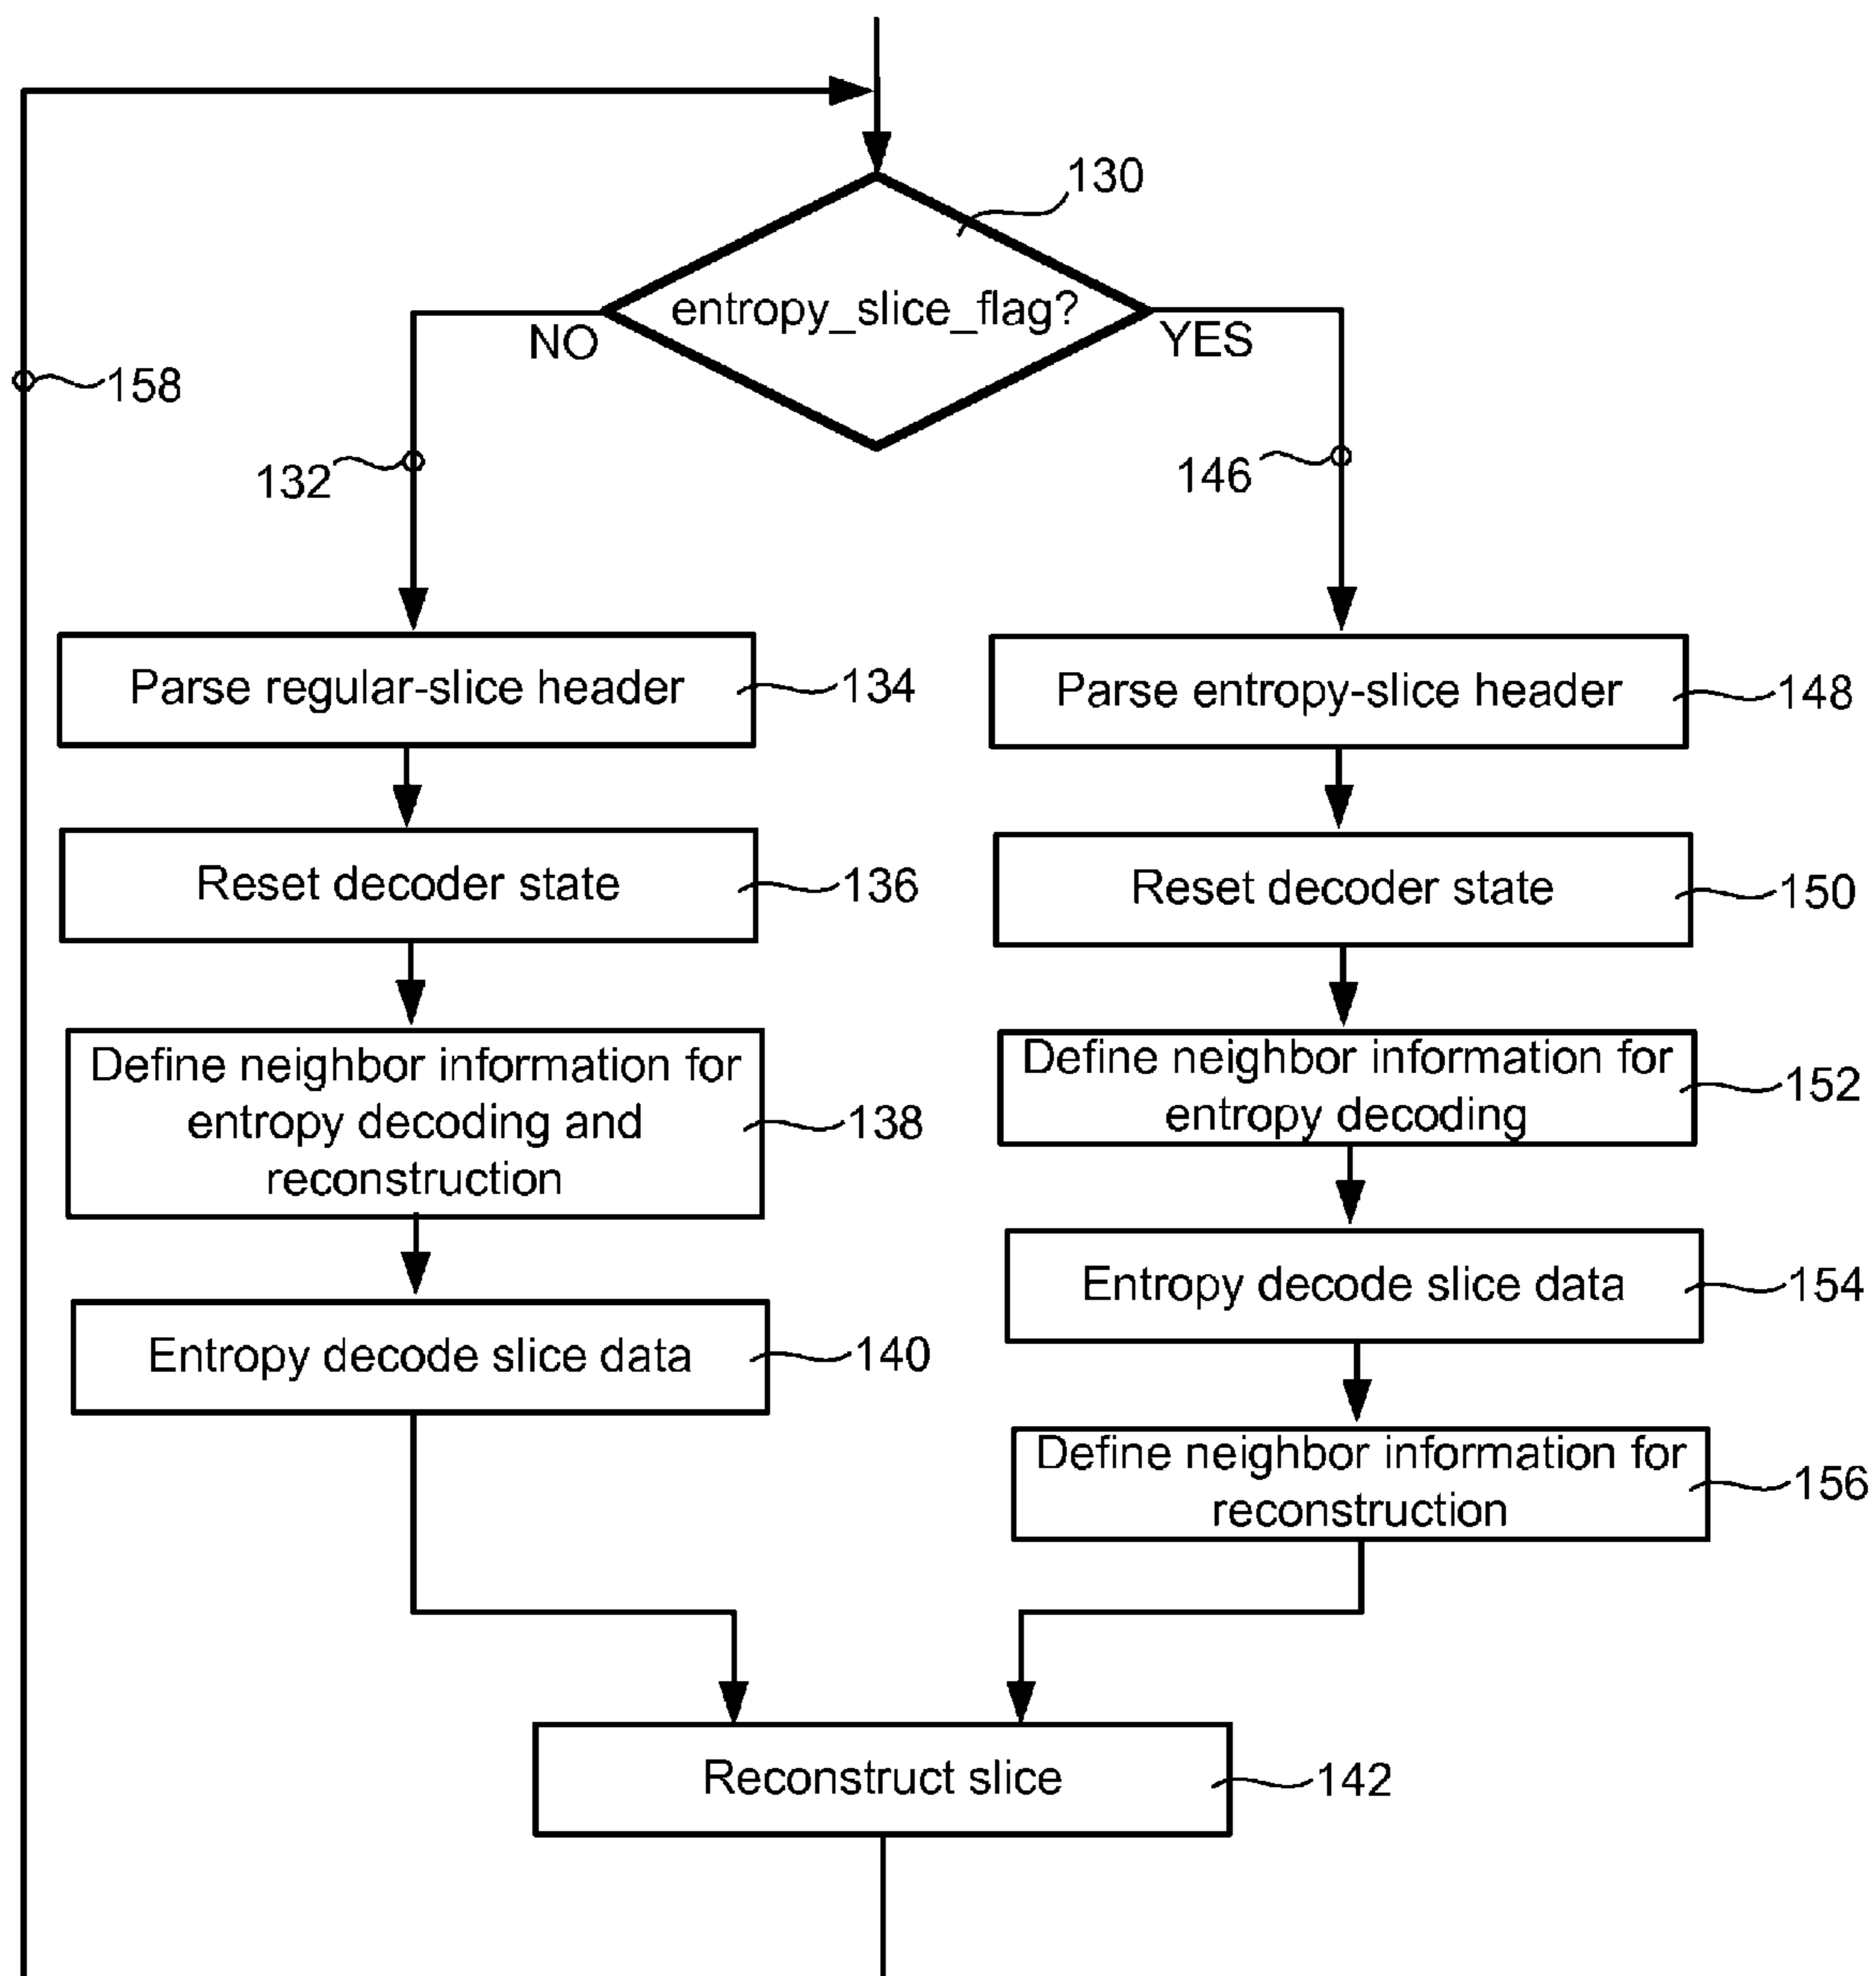 130
entropy_slice_flag?
NO
YES
158
132
146
Parse regular-slice header
134
Parse entropy-slice header
148
Reset decoder state
136
Reset decoder state
150
Define neighbor information for
entropy decoding and
reconstruction
138
Define neighbor information for
entropy decoding
152
Entropy decode slice data
154
Entropy decode slice data
140
Define neighbor information for
reconstruction
156
Reconstruct slice
142